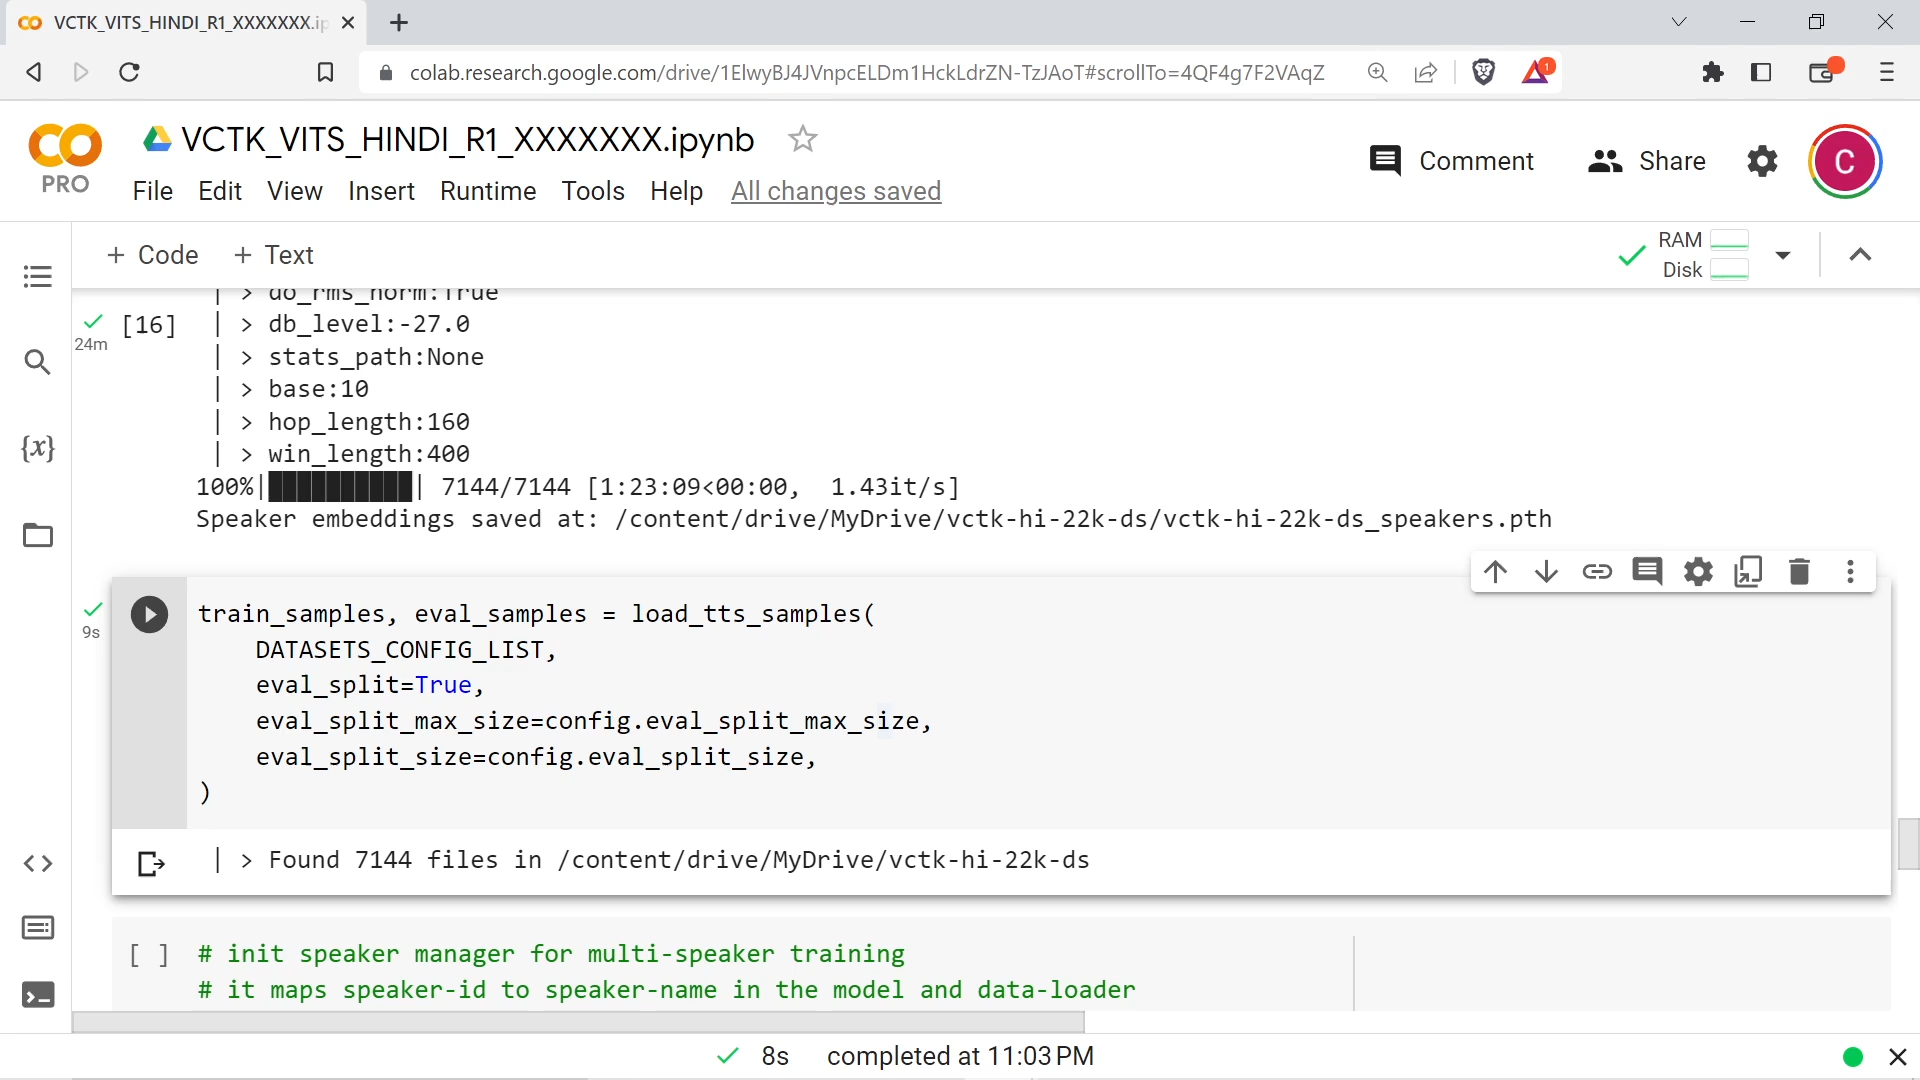 VCTK_VITS_HINDI_R1_XXXXXXX.ip
colab.research.google.com/drive/1ElwyBJ4JVnpcELDm1HckLdrZN-TzJAoT#scrollTo=4QF4g7F2VAqZ
1
PRO
VCTK_VITS_HINDI_R1_XXXXXXX.ipynb
Comment
Share
C
File Edit View Insert Runtime Tools Help All changes saved
+ Code + Text
RAM
Disk
| > do_rms_norm:True
[16] | > db_level:-27.0
24m
| > stats_path:None
| > base:10
| > hop_length:160
| > win_length:400
100%|██████████| 7144/7144 [1:23:09<00:00, 1.43it/s]
Speaker embeddings saved at: /content/drive/MyDrive/vctk-hi-22k-ds/vctk-hi-22k-ds_speakers.pth
{x}
9s
train_samples, eval_samples = load_tts_samples(
DATASETS_CONFIG_LIST,
eval_split=True,
eval_split_max_size=config.eval_split_max_size,
eval_split_size=config.eval_split_size,
)
| > Found 7144 files in /content/drive/MyDrive/vctk-hi-22k-ds
[ ] # init speaker manager for multi-speaker training
# it maps speaker-id to speaker-name in the model and data-loader
8s completed at 11:03 PM